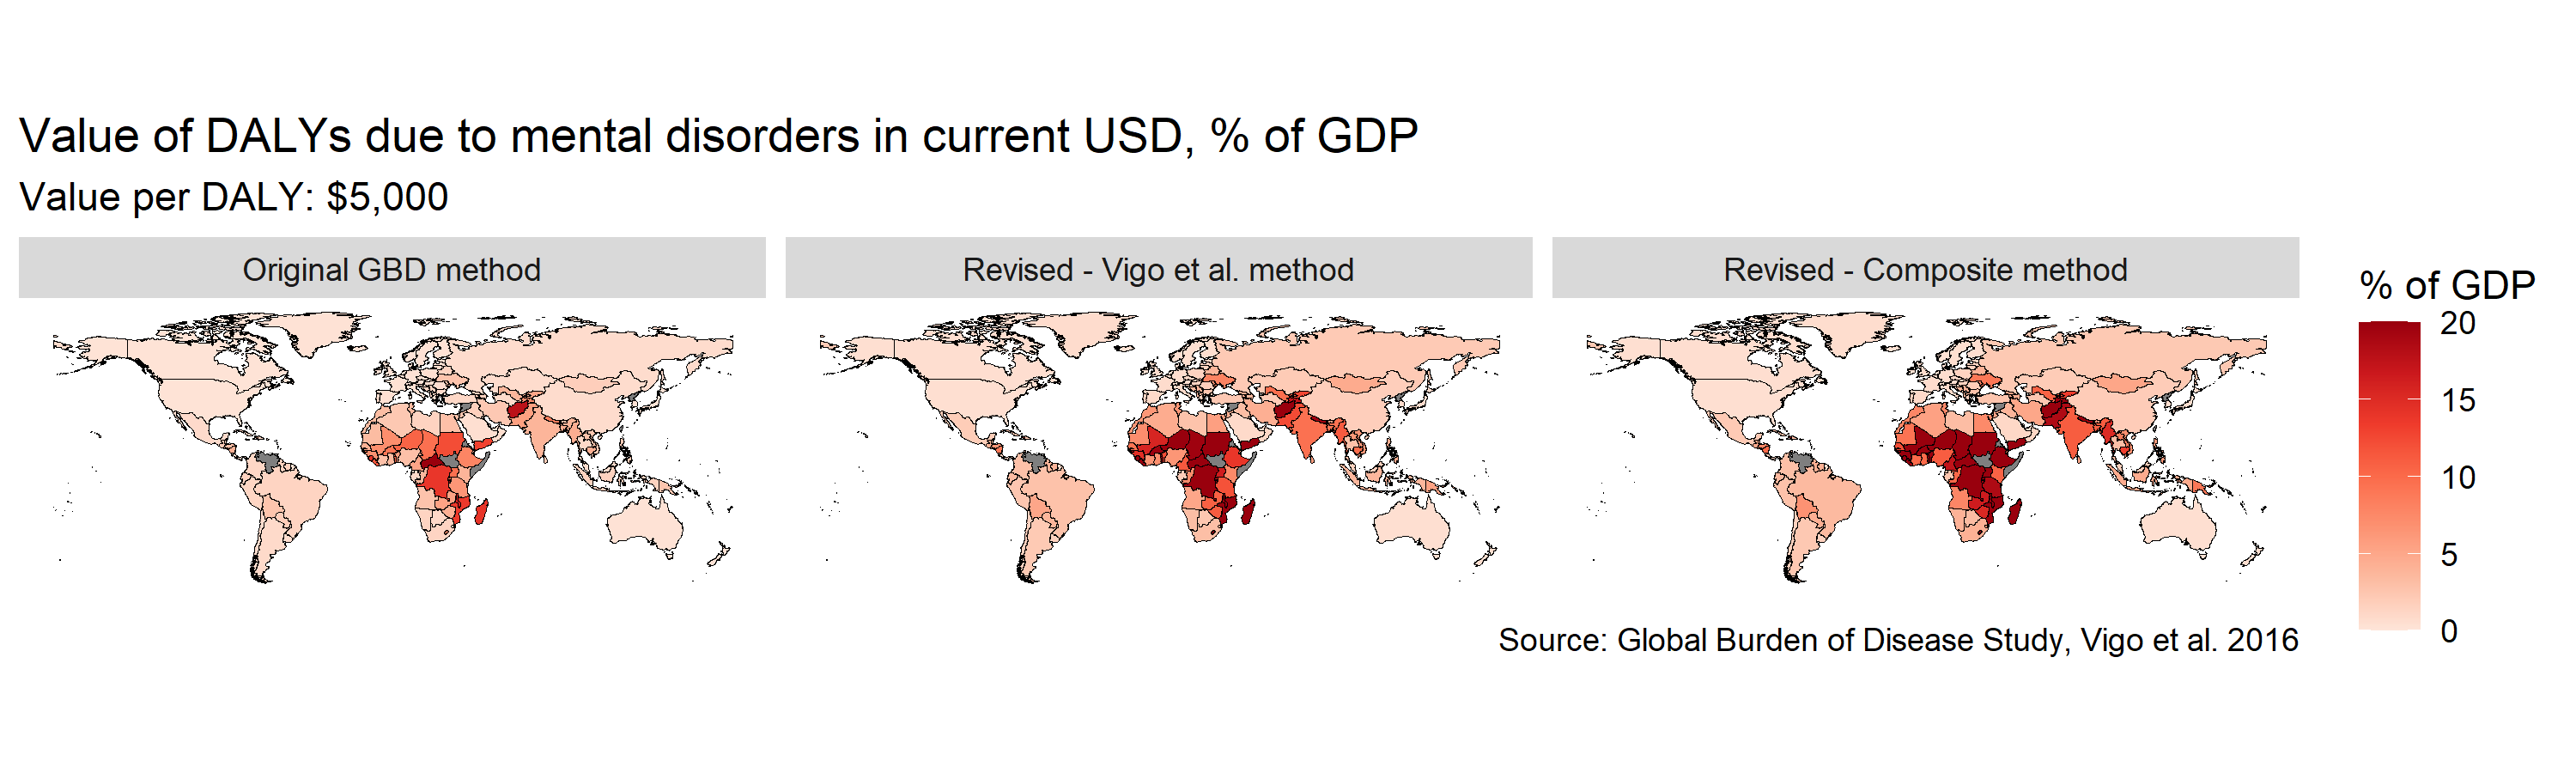 Value of DALYs due to mental disorders in current USD, % of GDP
Value per DALY: $5,000
Original GBD method
Revised - Vigo et al. method
Revised - Composite method
% of GDP
20
15
10
5
0
Source: Global Burden of Disease Study, Vigo et al. 2016